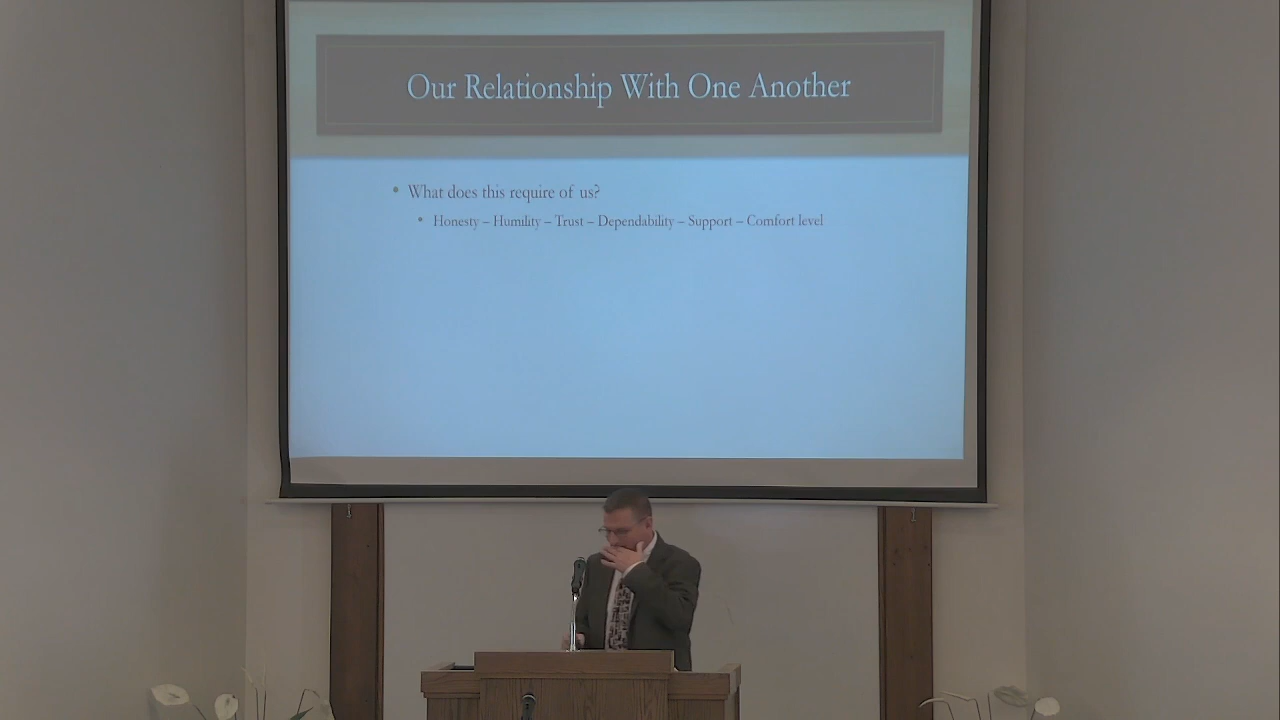 Our Relationship With One Another
• What does this require of us?
• Honesty – Humility – Trust – Dependability – Support – Comfort level